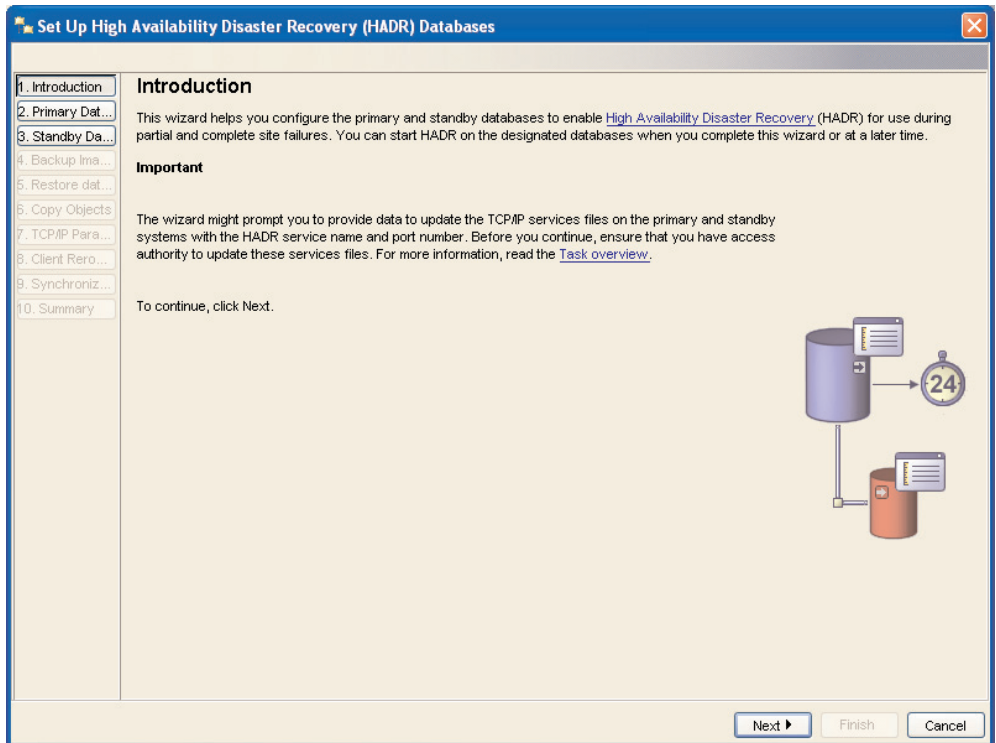 Set Up High Availability Disaster Recovery (HADR) Databases
1. Introduction
2. Primary Dat...
3. Standby Da...
4. Backup Ima...
5. Restore dat...
6. Copy Objects
7. TCP/IP Para...
8. Client Rero...
9. Synchroniz...
10. Summary
Introduction
This wizard helps you configure the primary and standby databases to enable High Availability Disaster Recovery (HADR) for use during
partial and complete site failures. You can start HADR on the designated databases when you complete this wizard or at a later time.
Important
The wizard might prompt you to provide data to update the TCP/IP services files on the primary and standby
systems with the HADR service name and port number. Before you continue, ensure that you have access
authority to update these services files. For more information, read the Task overview.
To continue, click Next.
24
Next
Finish
Cancel